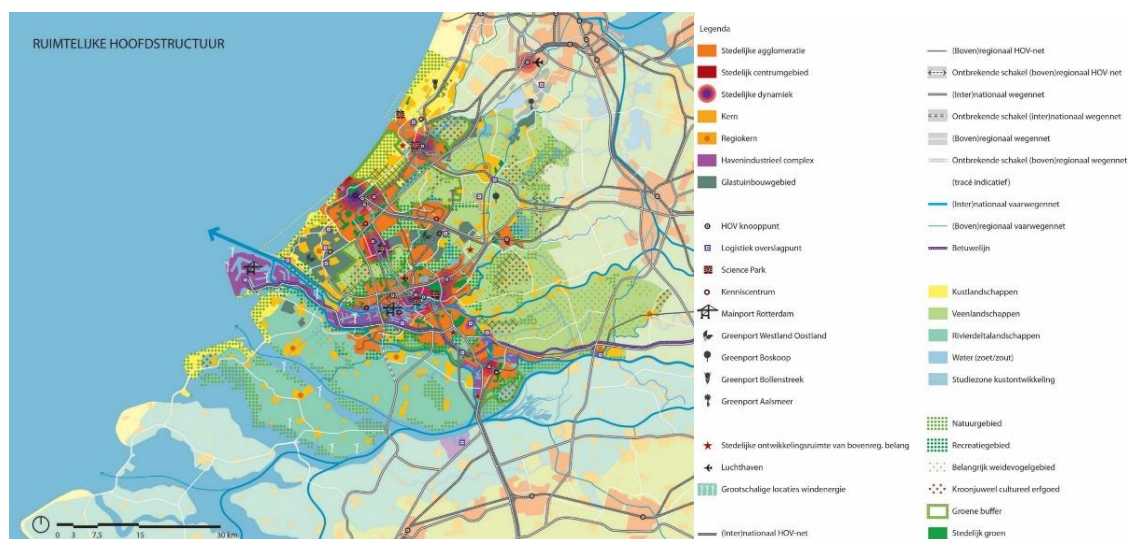 RUIMTELIJKE HOOFDSTRUCTUUR
0 3 7,5 15 30 km
Legenda
Stedelijke agglomeratie
Stedelijk centrumgebied
Stedelijke dynamiek
Kern
Regiokern
Havenindustrieel complex
Glastuinbouwgebied
HOV knooppunt
Logistiek overslagpunt
Science Park
Kenniscentrum
Mainport Rotterdam
Greenport Westland Oostland
Greenport Boskoop
Greenport Bollenstreek
Greenport Aalsmeer
Stedelijke ontwikkelingsruimte van bovenreg. belang
Luchthaven
Grootschalige locaties windenergie
(Inter)nationaal HOV-net
(Boven)regionaal HOV-net
Ontbrekende schakel (boven)regionaal HOV-net
(Inter)nationaal wegennet
Ontbrekende schakel (inter)nationaal wegennet
(Boven)regionaal wegennet
Ontbrekende schakel (boven)regionaal wegennet
(tracé indicatief)
(Inter)nationaal vaarwegennet
(Boven)regionaal vaarwegennet
Betuwelijn
Kustlandschappen
Veenlandschappen
Rivierdeltalandschappen
Water (zoet/zout)
Studiezone kustontwikkeling
Natuurgebied
Recreatiegebied
Belangrijk weidevogelgebied
Kroonjuweel cultureel erfgoed
Groene buffer
Stedelijk groen